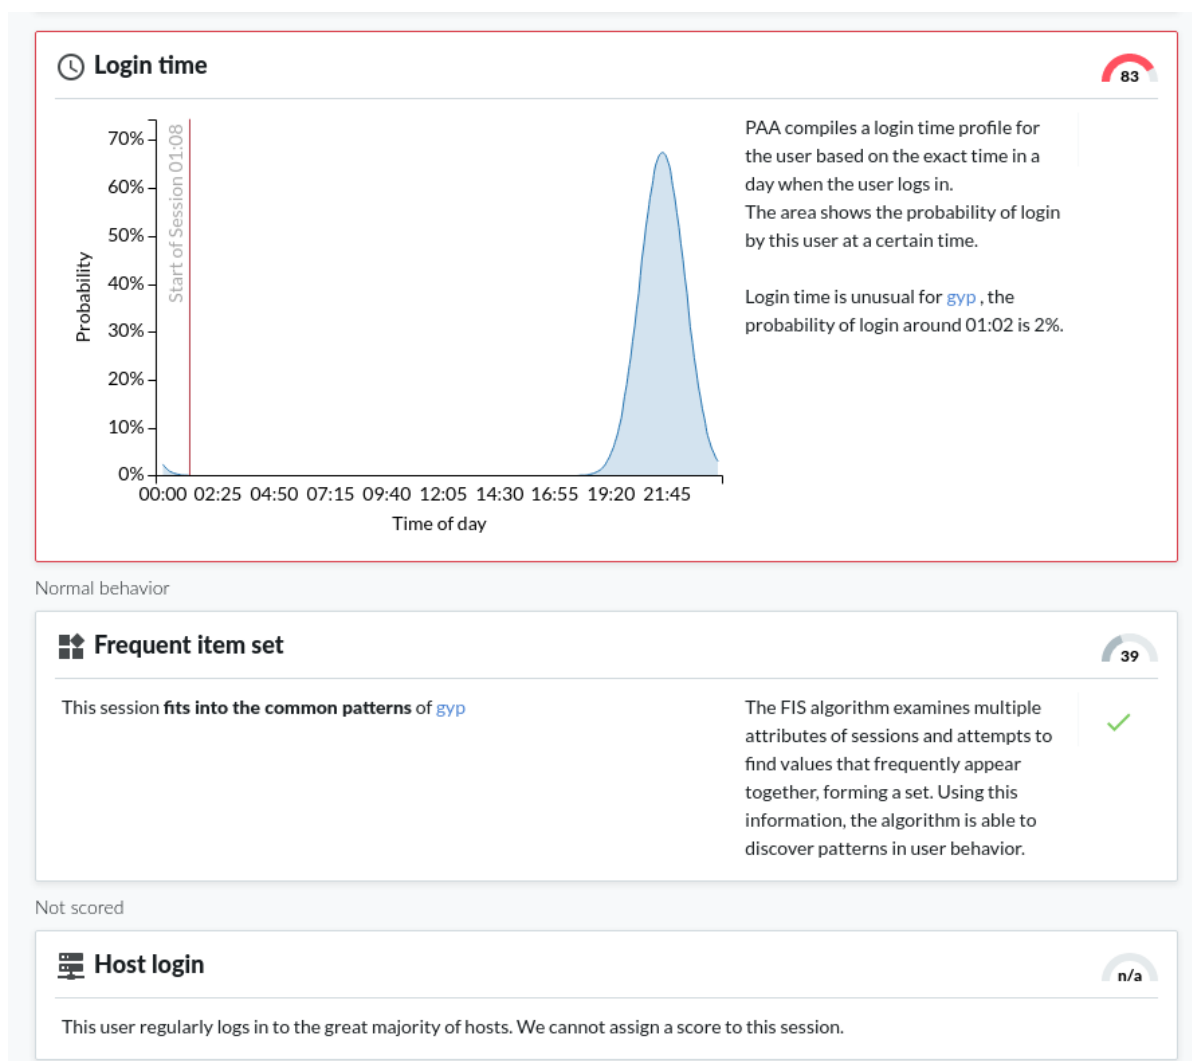 Login time
83
70%
60%
50%
40%
30%
20%
10%
0%
Probability
Start of Session 01:08
00:00 02:25 04:50 07:15 09:40 12:05 14:30 16:55 19:20 21:45
Time of day
PAA compiles a login time profile for
the user based on the exact time in a
day when the user logs in.
The area shows the probability of login
by this user at a certain time.
Login time is unusual for gyp , the
probability of login around 01:02 is 2%.
Normal behavior
Frequent item set
39
This session fits into the common patterns of gyp
The FIS algorithm examines multiple
attributes of sessions and attempts to
find values that frequently appear
together, forming a set. Using this
information, the algorithm is able to
discover patterns in user behavior.
Not scored
Host login
n/a
This user regularly logs in to the great majority of hosts. We cannot assign a score to this session.